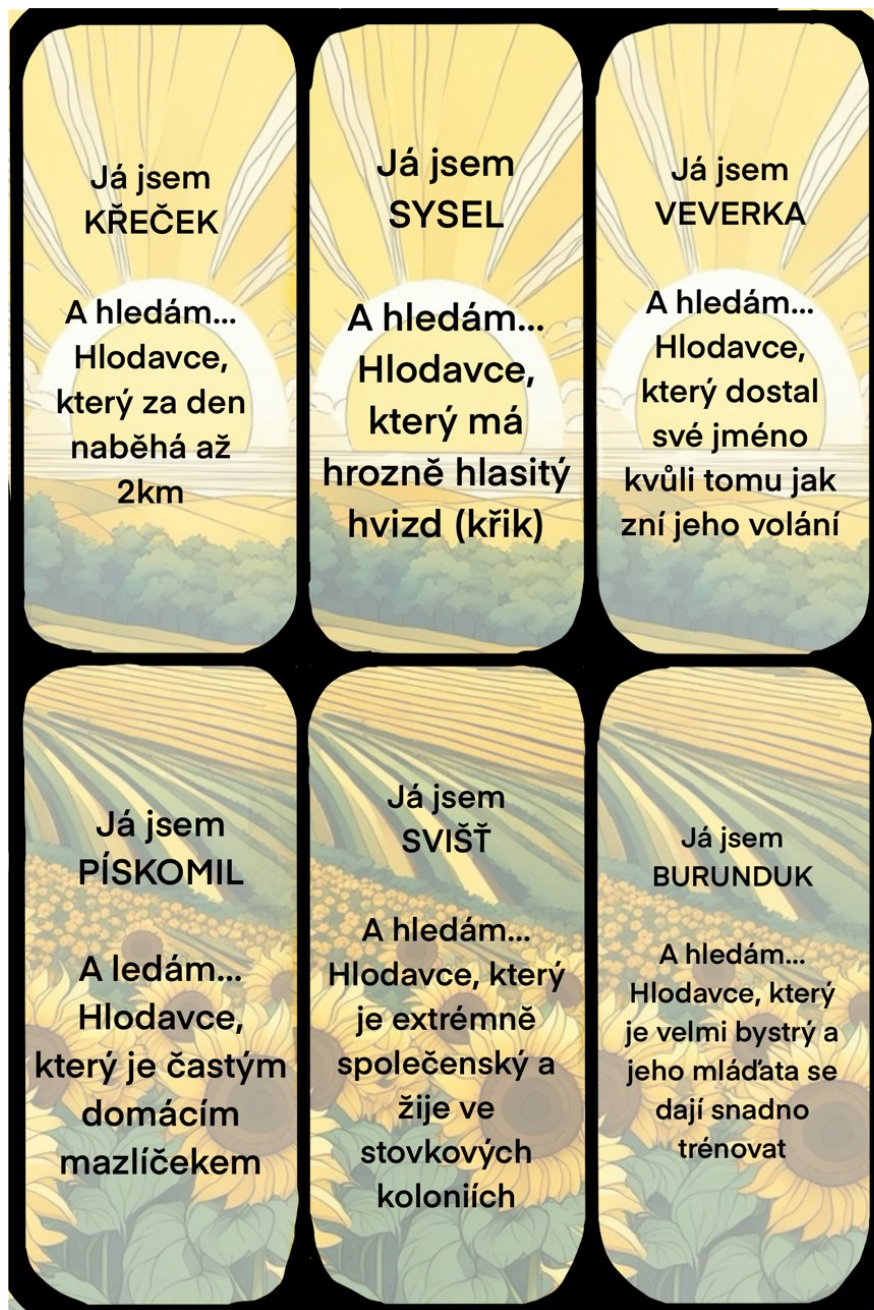 Já jsem
KŘEČEK
A hledám...
Hlodavce,
který za den
naběhá až
2km
Já jsem
SYSEL
A hledám...
Hlodavce,
který má
hrozně hlasitý
hvizd (křik)
Já jsem
VEVERKA
A hledám...
Hlodavce,
který dostal
své jméno
kvůli tomu jak
zní jeho volání
Já jsem
PÍSKOMIL
A ledám...
Hlodavce,
který je častým
domácím
mazlíčekem
Já jsem
SVIŠŤ
A hledám...
Hlodavce, který
je extrémně
společenský a
žije ve
stovkových
koloniích
Já jsem
BURUNDUK
A hledám...
Hlodavce, který
je velmi bystrý a
jeho mláďata se
dají snadno
trénovat